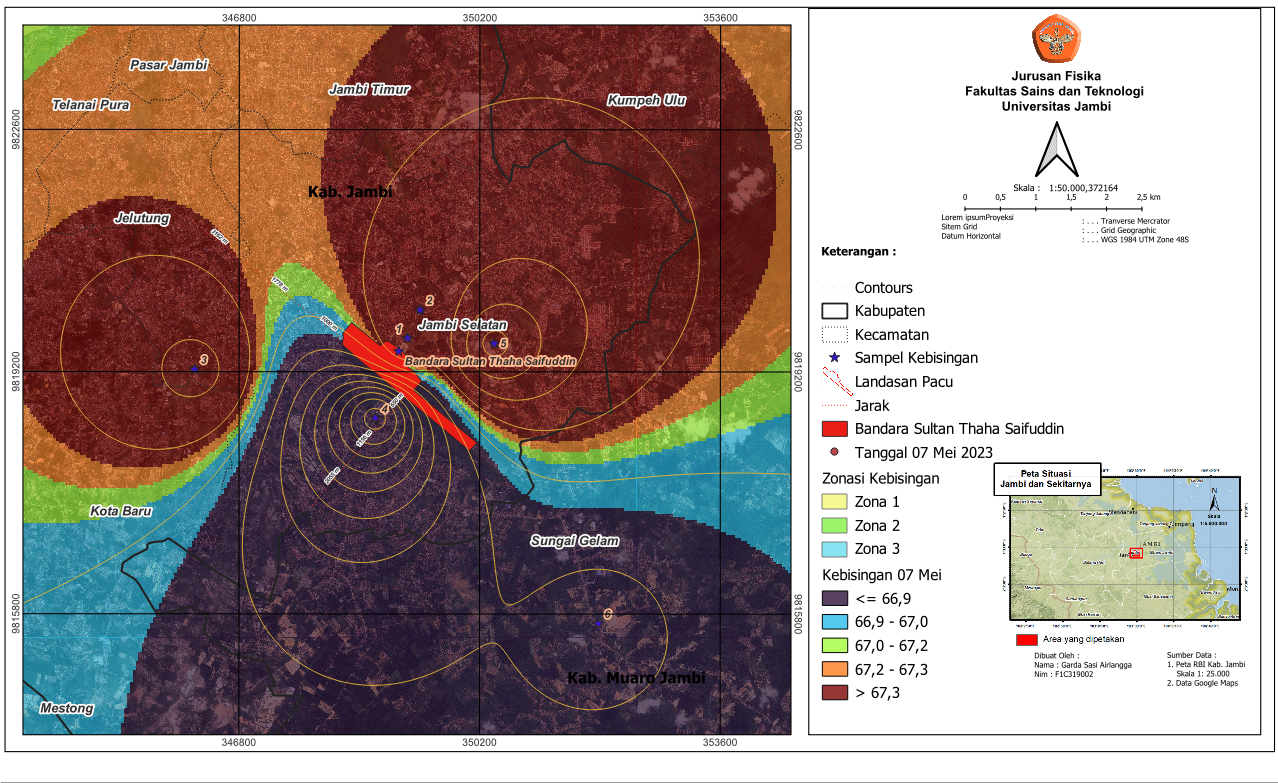 346800
350200
353600
9822600
9819200
9815800
9822600
9819200
9815800
346800
350200
353600
Pasar Jambi
Telanai Pura
Jambi Timur
Kumpeh Ulu
Kab. Jambi
Jelutung
2
1
Jambi Selatan
5
Bandara Sultan Thaha Saifuddin
3
4
Kota Baru
Sungai Gelam
6
Kab. Muaro Jambi
Mestong
Jurusan Fisika
Fakultas Sains dan Teknologi
Universitas Jambi
Skala : 1:50.000,372164
0 0,5 1 1,5 2 2,5 km
Lorem ipsumProyeksi : . . . Tranverse Mercrator
Sitem Grid : . . . Grid Geographic
Datum Horizontal : . . . WGS 1984 UTM Zone 48S
Keterangan :
Contours
Kabupaten
Kecamatan
Sampel Kebisingan
Landasan Pacu
Jarak
Bandara Sultan Thaha Saifuddin
Tanggal 07 Mei 2023
Zonasi Kebisingan
Zona 1
Zona 2
Zona 3
Kebisingan 07 Mei
<= 66,9
66,9 - 67,0
67,0 - 67,2
67,2 - 67,3
> 67,3
Peta Situasi
Jambi dan Sekitarnya
N
Skala
Area yang dipetakan
Dibuat Oleh :
Nama : Garda Sasi Airlangga
Nim : F1C319002
Sumber Data :
1. Peta RBI Kab. Jambi
Skala 1: 25.000
2. Data Google Maps